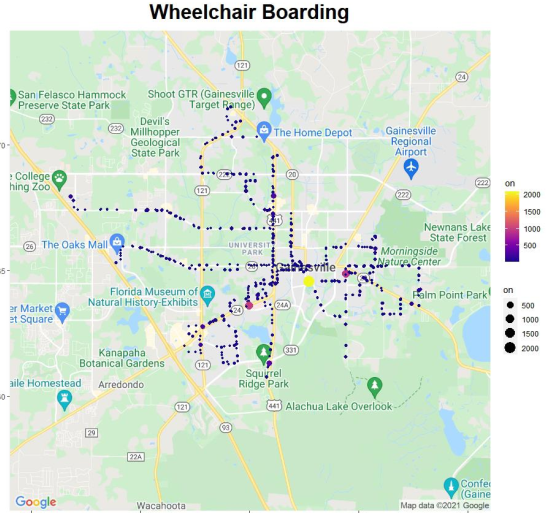 Wheelchair Boarding
121
24
San Felasco Hammock
Preserve State Park
Shoot GTR (Gainesville
Target Range)
232
232
Devil's
Millhopper
Geological
State Park
The Home Depot
Gainesville
Regional
Airport
College
hing Zoo
20
121
222
222
441
Newnans Lake
State Forest
26
The Oaks Mall
UNIVERSITY
PARK
Morningside
Nature Center
Florida Museum of
Natural History-Exhibits
Palm Point Park
24
24A
r Market
et Square
Kanapaha
Botanical Gardens
331
121
Squirrel
Ridge Park
aile Homestead
Arredondo
441
Alachua Lake Overlook
121
29
93
22A
Wacahoota
Confed
(Gaine
Google
Map data ©2021 Google
on
2000
1500
1000
500
on
500
1000
1500
2000